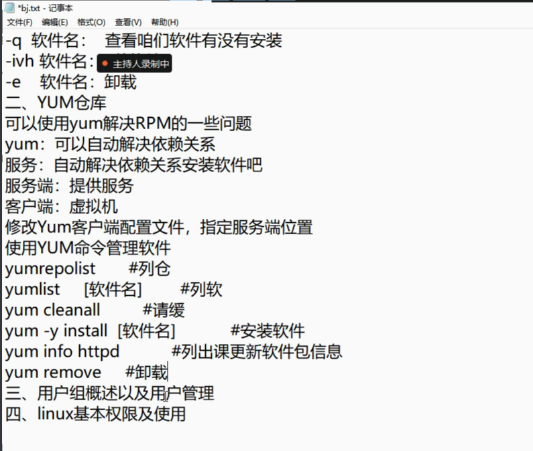 *bj.txt - 记事本
文件(F) 编辑(E) 格式(O) 查看(V) 帮助(H)
-q 软件名： 查看咱们软件有没有安装
-ivh 软件名：
主持人录制中
-e 软件名：卸载
二、YUM仓库
可以使用yum解决RPM的一些问题
yum：可以自动解决依赖关系
服务：自动解决依赖关系安装软件吧
服务端：提供服务
客户端：虚拟机
修改Yum客户端配置文件，指定服务端位置
使用YUM命令管理软件
yumrepolist #列仓
yumlist [软件名] #列软
yum cleanall #请缓
yum -y install [软件名] #安装软件
yum info httpd #列出课更新软件包信息
yum remove #卸载
三、用户组概述以及用户管理
四、linux基本权限及使用